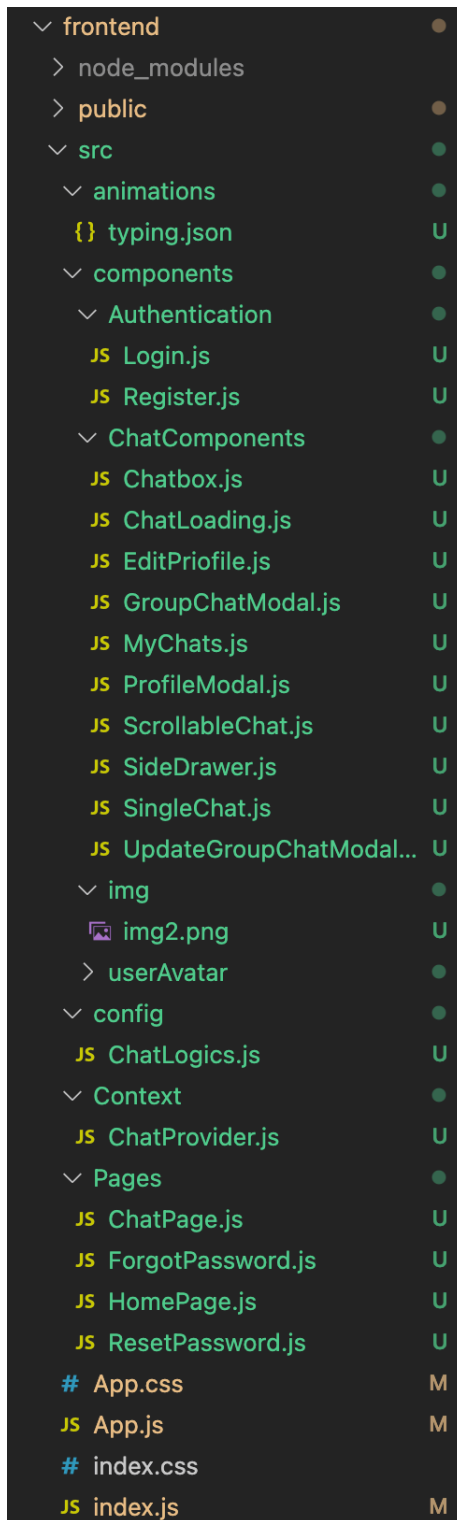 frontend
node_modules
public
src
animations
{} typing.json U
components
Authentication
JS Login.js U
JS Register.js U
ChatComponents
JS Chatbox.js U
JS ChatLoading.js U
JS EditPriofile.js U
JS GroupChatModal.js U
JS MyChats.js U
JS ProfileModal.js U
JS ScrollableChat.js U
JS SideDrawer.js U
JS SingleChat.js U
JS UpdateGroupChatModal... U
img
img2.png U
userAvatar
config
JS ChatLogics.js U
Context
JS ChatProvider.js U
Pages
JS ChatPage.js U
JS ForgotPassword.js U
JS HomePage.js U
JS ResetPassword.js U
# App.css M
JS App.js M
# index.css
JS index.js M